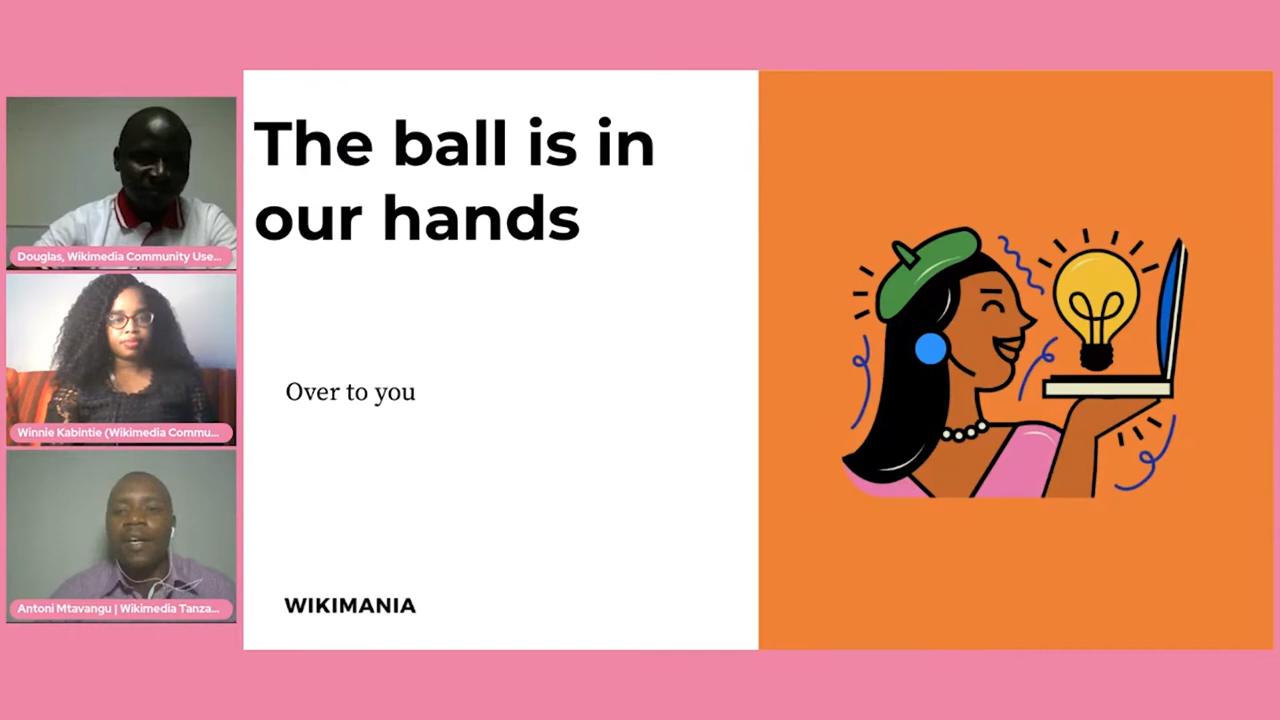 Douglas, Wikimedia Community Use...
Winnie Kabintie (Wikimedia Commu...
Antoni Mtavangu | Wikimedia Tanza...
The ball is in
our hands
Over to you
WIKIMANIA